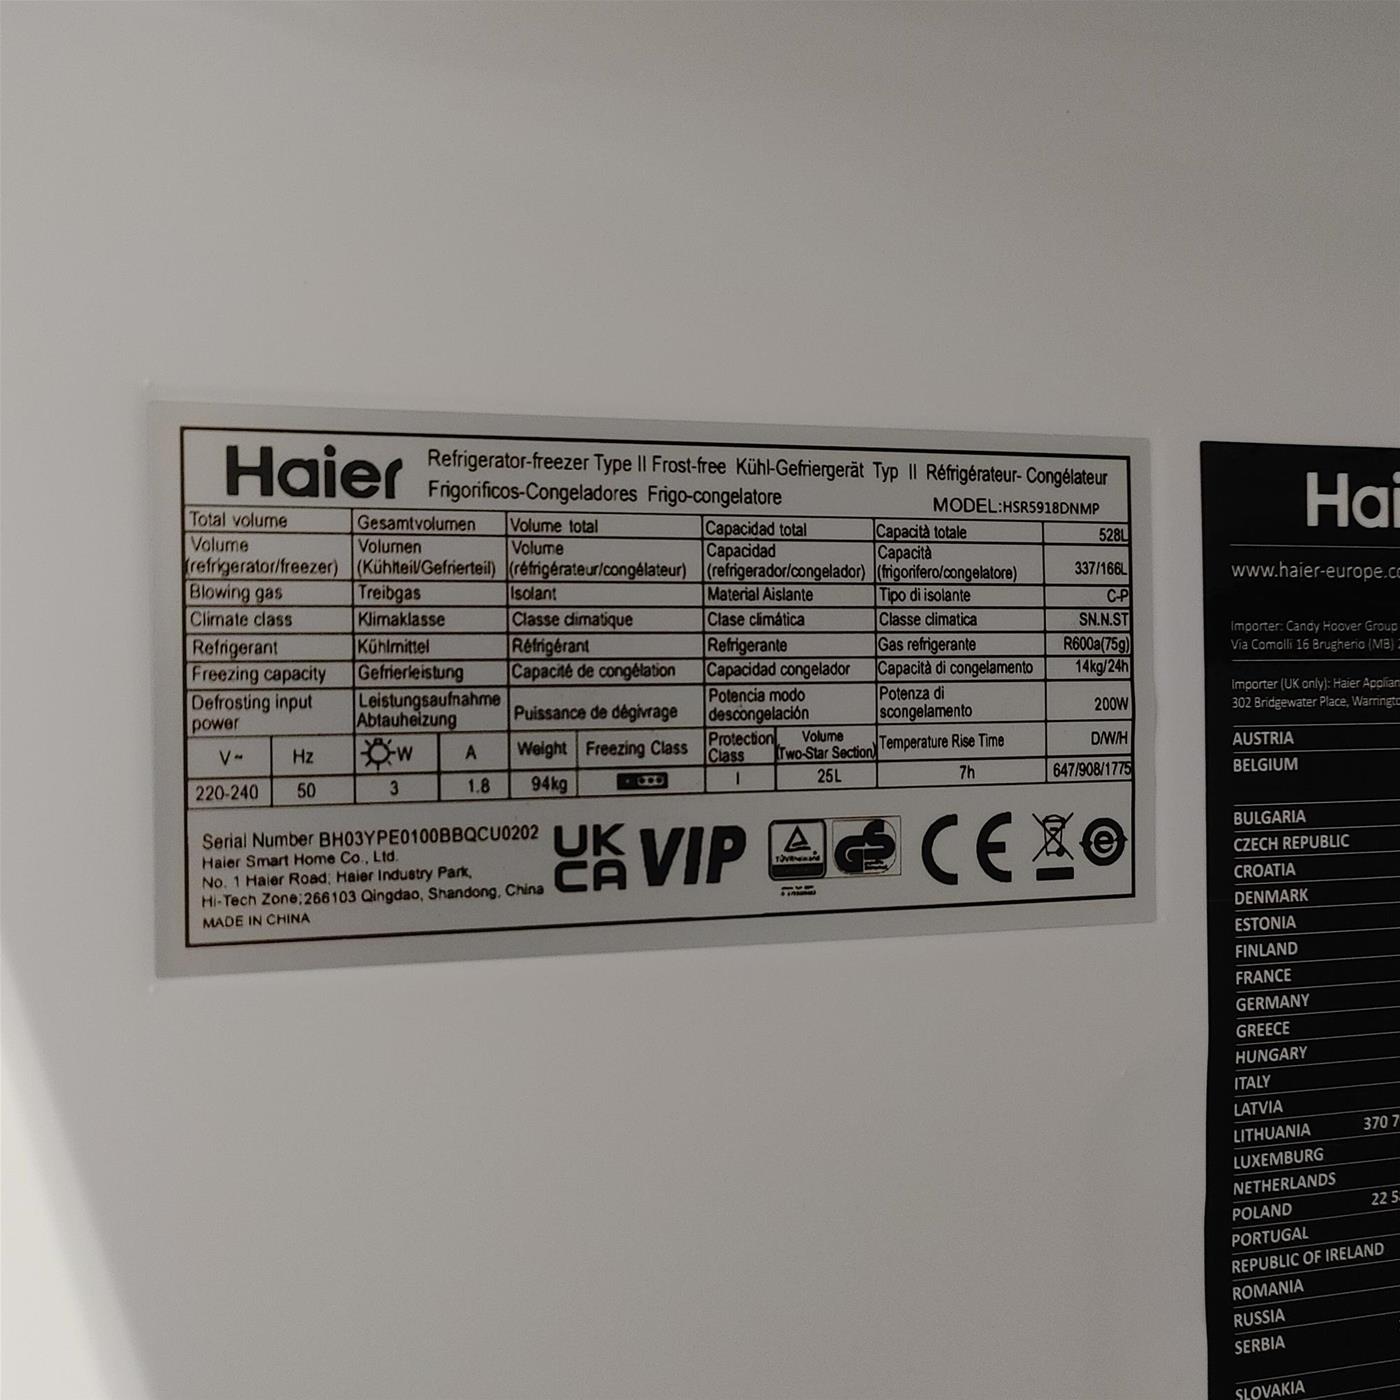 Haier
Refrigerator-freezer Type II Frost-free Kühl-Gefriergerät Typ II Réfrigérateur- Congélateur
Frigorificos-Congeladores Frigo-congelatore
MODEL:HSR5918DNMP
Total volume Gesamtvolumen Volume total Capacidad total Capacità totale 528L
Volume (refrigerator/freezer) Volumen (Kühlteil/Gefrierteil) Volume (réfrigérateur/congélateur) Capacidad (refrigerador/congelador) Capacità (frigorifero/congelatore) 337/166L
Blowing gas Treibgas Isolant Material Aislante Tipo di isolante C-P
Climate class Klimaklasse Classe climatique Clase climática Classe climatica SN.N.ST
Refrigerant Kühlmittel Réfrigérant Refrigerante Gas refrigerante R600a(75g)
Freezing capacity Gefrierleistung Capacité de congélation Capacidad congelador Capacità di congelamento 14kg/24h
Defrosting input power Leistungsaufnahme Abtauheizung Puissance de dégivrage Potencia modo descongelación Potenza di scongelamento 200W
V~ Hz W A Weight Freezing Class Protection Class Volume (Two-Star Section) Temperature Rise Time D/W/H
220-240 50 3 1.8 94kg I 25L 7h 647/908/1775
Serial Number BH03YPE0100BBQCU0202
Haier Smart Home Co., Ltd.
No. 1 Haier Road, Haier Industry Park,
Hi-Tech Zone;266103 Qingdao, Shandong, China
MADE IN CHINA
UK
CA
VIP
TÜVRheinland
GS
CE
e
Hai
www.haier-europe.co
Importer: Candy Hoover Group
Via Comolli 16 Brugherio (MB)
Importer (UK only): Haier Applian
302 Bridgewater Place, Warringto
AUSTRIA
BELGIUM
BULGARIA
CZECH REPUBLIC
CROATIA
DENMARK
ESTONIA
FINLAND
FRANCE
GERMANY
GREECE
HUNGARY
ITALY
LATVIA
LITHUANIA 370 7
LUXEMBURG
NETHERLANDS
POLAND 22 5
PORTUGAL
REPUBLIC OF IRELAND
ROMANIA
RUSSIA
SERBIA
SLOVAKIA